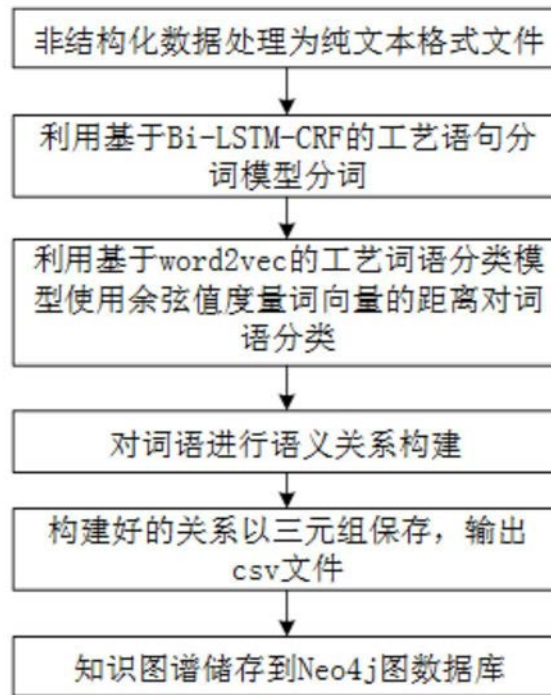 非结构化数据处理为纯文本格式文件
利用基于Bi-LSTM-CRF的工艺语句分
词模型分词
利用基于word2vec的工艺词语分类模
型使用余弦值度量词向量的距离对词
语分类
对词语进行语义关系构建
构建好的关系以三元组保存，输出
csv文件
知识图谱储存到Neo4j图数据库